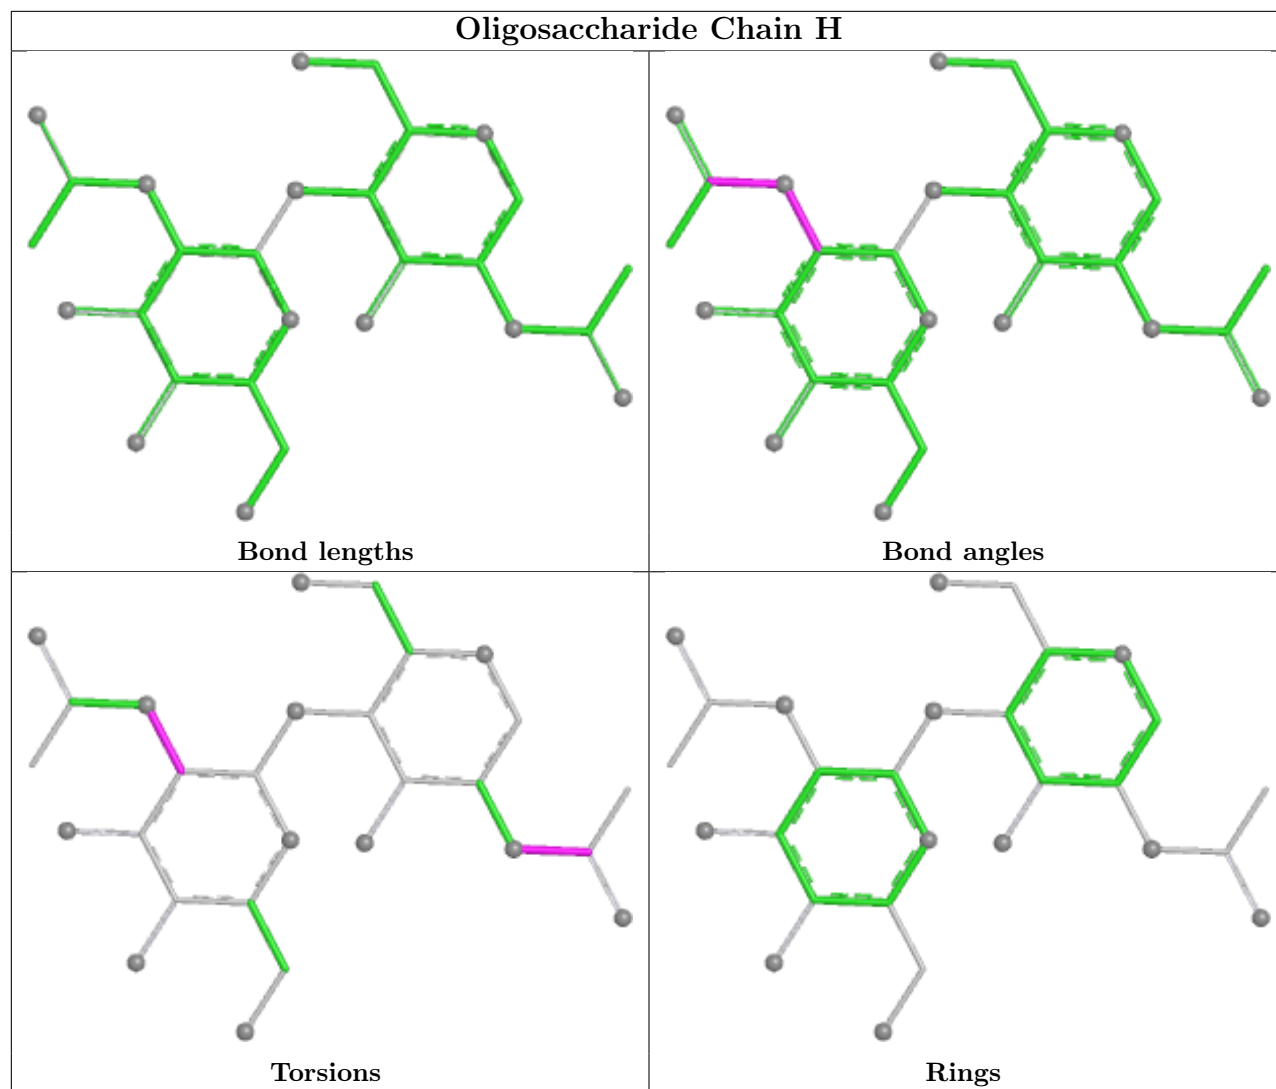 Oligosaccharide Chain H
Bond lengths
Bond angles
Torsions
Rings